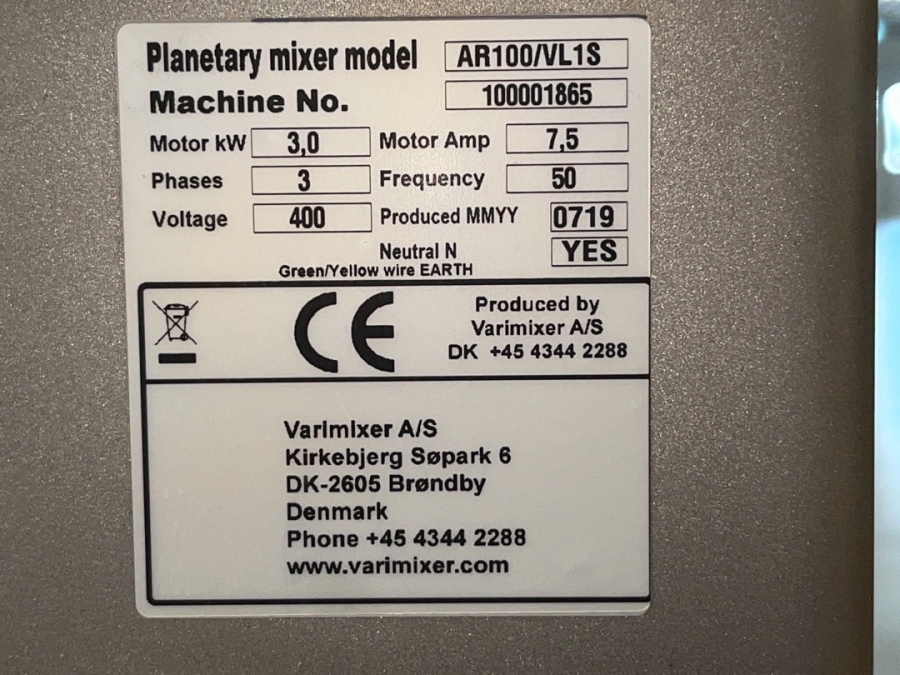 Planetary mixer model AR100/VL1S
Machine No. 100001865
Motor kW 3,0 Motor Amp 7,5
Phases 3 Frequency 50
Voltage 400 Produced MMYY 0719
Neutral N YES
Green/Yellow wire EARTH
CE
Produced by
Varimixer A/S
DK +45 4344 2288
Varimixer A/S
Kirkebjerg Søpark 6
DK-2605 Brøndby
Denmark
Phone +45 4344 2288
www.varimixer.com